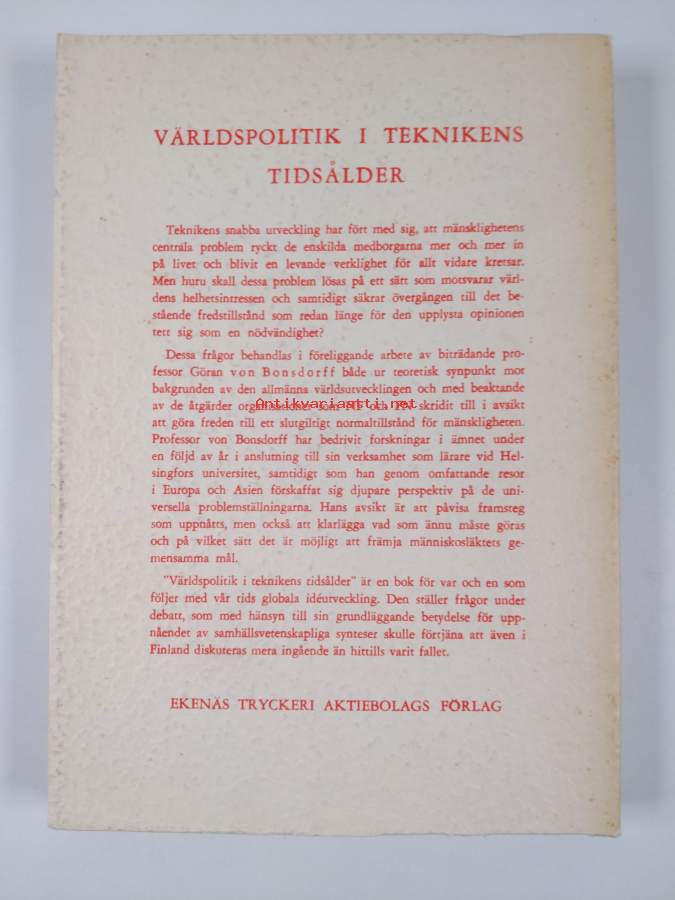 VÄRLDSPOLITIK I TEKNIKENS
TIDSÅLDER
Teknikens snabba utveckling har fört med sig, att mänsklighetens
centrala problem ryckt de enskilda medborgarna mer och mer in
på livet och blivit en levande verklighet för allt vidare kretsar.
Men huru skall dessa problem lösas på ett sätt som motsvarar värl-
dens helhetsintressen och samtidigt säkrar övergången till det be-
stående fredstillstånd som redan länge för den upplysta opinionen
tett sig som en nödvändighet?
Dessa frågor behandlas i föreliggande arbete av biträdande pro-
fessor Göran von Bonsdorff både ur teoretisk synpunkt mot
bakgrunden av den allmänna världsutvecklingen och med beaktande
av de åtgärder organisationer som och skridit till i avsikt
Antikvariaatti.net
att göra freden till ett slutgiltigt normaltillstånd för mänskligheten.
Professor von Bonsdorff har bedrivit forskningar i ämnet under
en följd av år i anslutning till sin verksamhet som lärare vid Hel-
singfors universitet, samtidigt som han genom omfattande resor
i Europa och Asien förskaffat sig djupare perspektiv på de uni-
versella problemställningarna. Hans avsikt är att påvisa framsteg
som uppnåtts, men också att klarlägga vad som ännu måste göras
och på vilket sätt det är möjligt att främja människosläktets ge-
mensamma mål.
"Världspolitik i teknikens tidsålder" är en bok för var och en som
följer med vår tids globala idéutveckling. Den ställer frågor under
debatt, som med hänsyn till sin grundläggande betydelse för upp-
nåendet av samhällsvetenskapliga synteser skulle förtjäna att även i
Finland diskuteras mera ingående än hittills varit fallet.
EKENÄS TRYCKERI AKTIEBOLAGS FÖRLAG